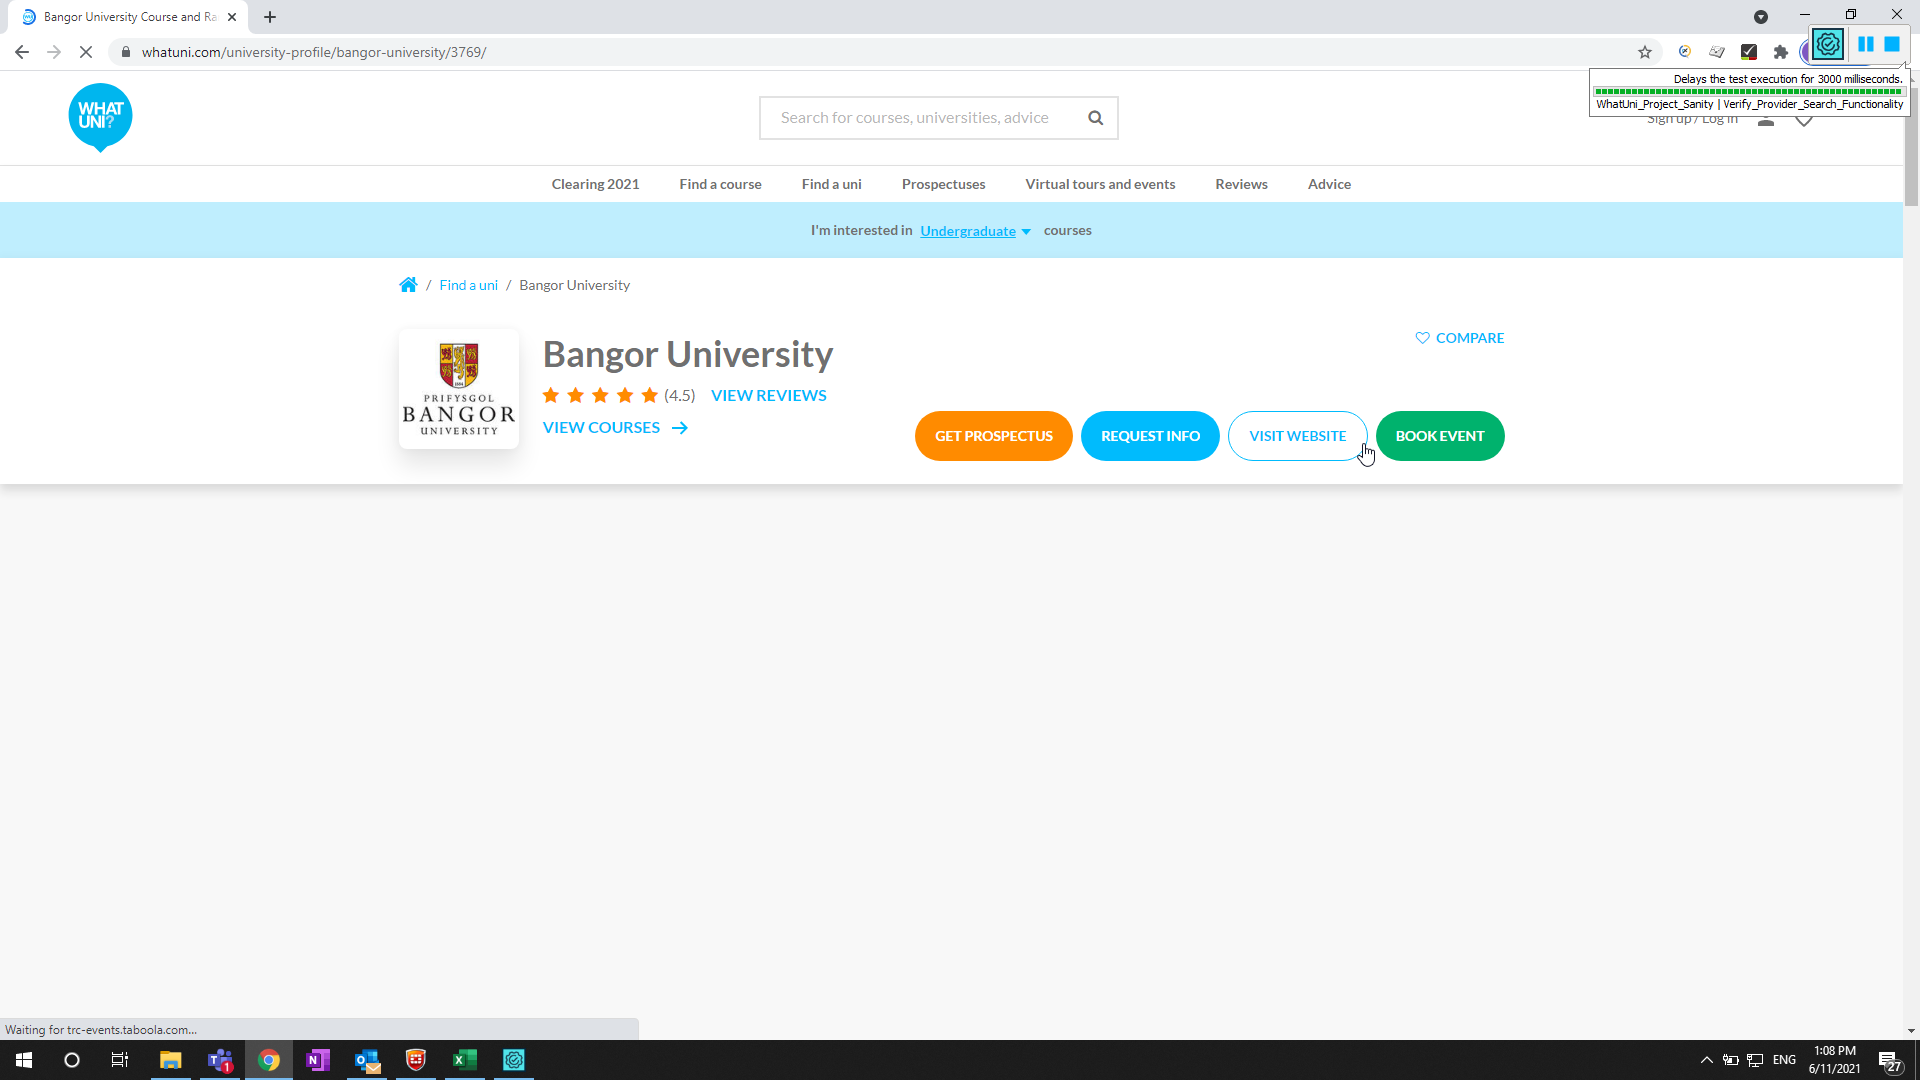 Bangor University Course and Ra
whatuni.com/university-profile/bangor-university/3769/
Delays the test execution for 3000 milliseconds.
WhatUni_Project_Sanity | Verify_Provider_Search_Functionality
WHAT
UNI?
Search for courses, universities, advice
Sign up / Log in
Clearing 2021 Find a course Find a uni Prospectuses Virtual tours and events Reviews Advice
I'm interested in Undergraduate courses
/ Find a uni / Bangor University
PRIFYSGOL
BANGOR
UNIVERSITY
Bangor University
COMPARE
(4.5) VIEW REVIEWS
VIEW COURSES
GET PROSPECTUS REQUEST INFO VISIT WEBSITE BOOK EVENT
Waiting for trc-events.taboola.com...
1
ENG
1:08 PM
6/11/2021
27